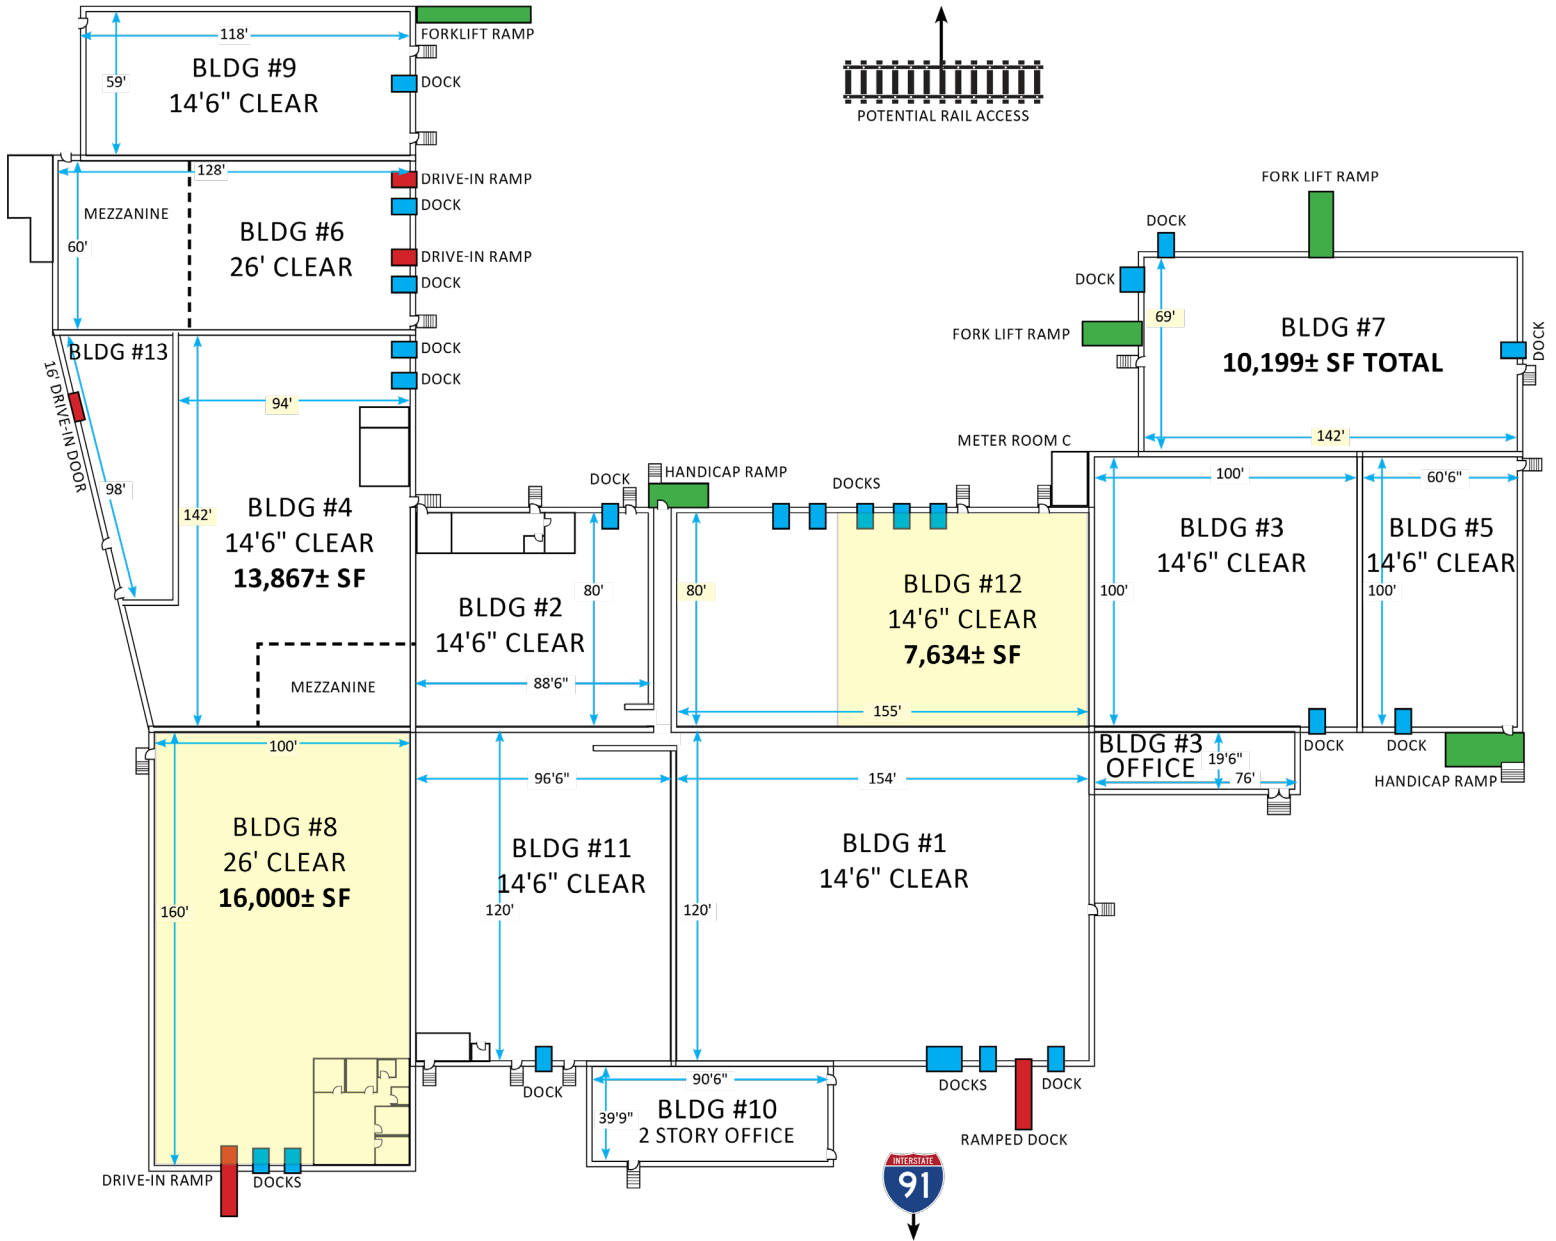 FORKLIFT RAMP
118'
59'
BLDG #9
14'6" CLEAR
DOCK
POTENTIAL RAIL ACCESS
128'
MEZZANINE
60'
BLDG #6
26' CLEAR
DRIVE-IN RAMP
DOCK
DRIVE-IN RAMP
DOCK
FORK LIFT RAMP
DOCK
DOCK
FORK LIFT RAMP
69'
BLDG #7
10,199± SF TOTAL
DOCK
142'
BLDG #13
16' DRIVE-IN DOOR
98'
DOCK
DOCK
94'
142'
BLDG #4
14'6" CLEAR
13,867± SF
MEZZANINE
DOCK
HANDICAP RAMP
BLDG #2
14'6" CLEAR
80'
88'6"
DOCKS
80'
BLDG #12
14'6" CLEAR
7,634± SF
155'
METER ROOM C
100'
BLDG #3
14'6" CLEAR
100'
60'6"
BLDG #5
14'6" CLEAR
100'
DOCK
DOCK
HANDICAP RAMP
BLDG #3
OFFICE
19'6"
76'
100'
BLDG #8
26' CLEAR
16,000± SF
160'
DRIVE-IN RAMP
DOCKS
96'6"
BLDG #11
14'6" CLEAR
120'
DOCK
154'
BLDG #1
14'6" CLEAR
120'
DOCKS
DOCK
RAMPED DOCK
90'6"
39'9"
BLDG #10
2 STORY OFFICE
INTERSTATE
91